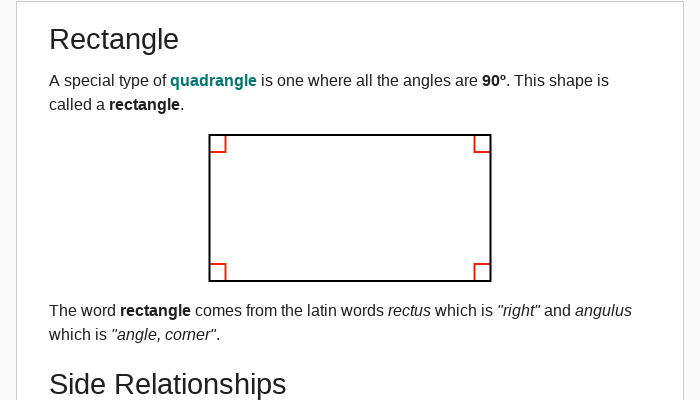 Rectangle
A special type of quadrangle is one where all the angles are 90º. This shape is
called a rectangle.
The word rectangle comes from the latin words rectus which is "right" and angulus
which is "angle, corner".
Side Relationships